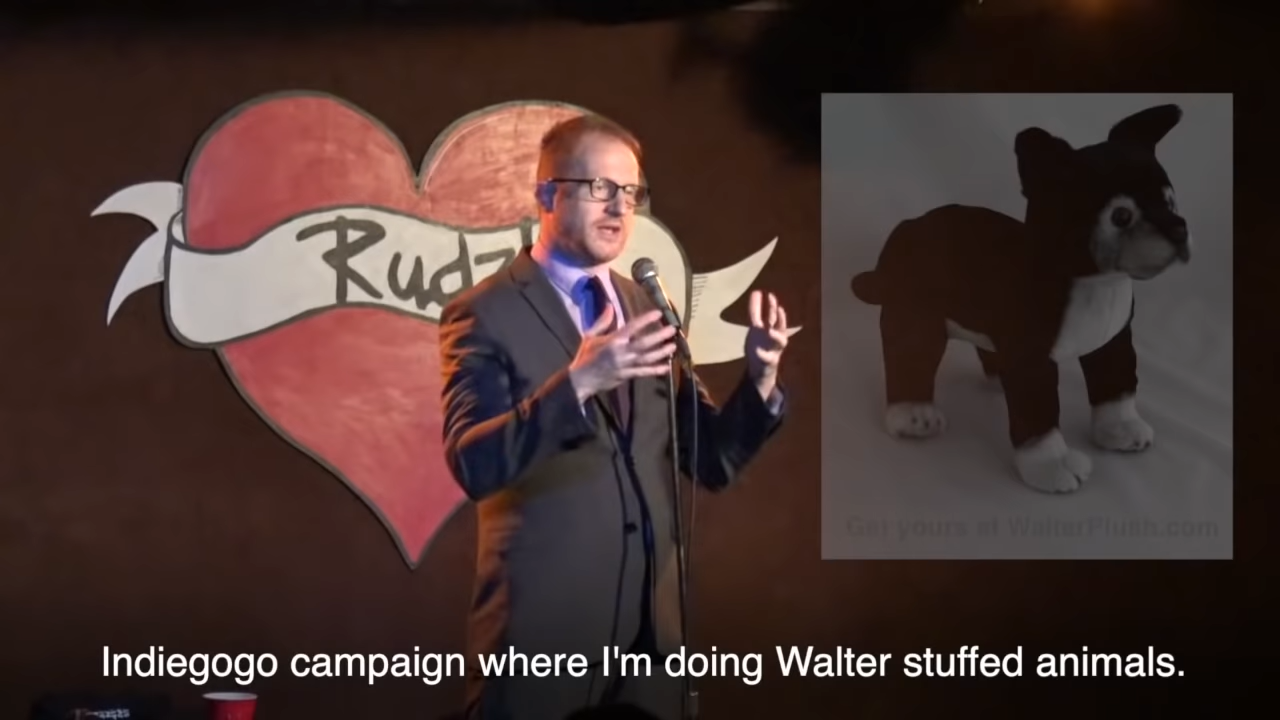 Rudz
Get yours at WalterPlush.com
Indiegogo campaign where I'm doing Walter stuffed animals.